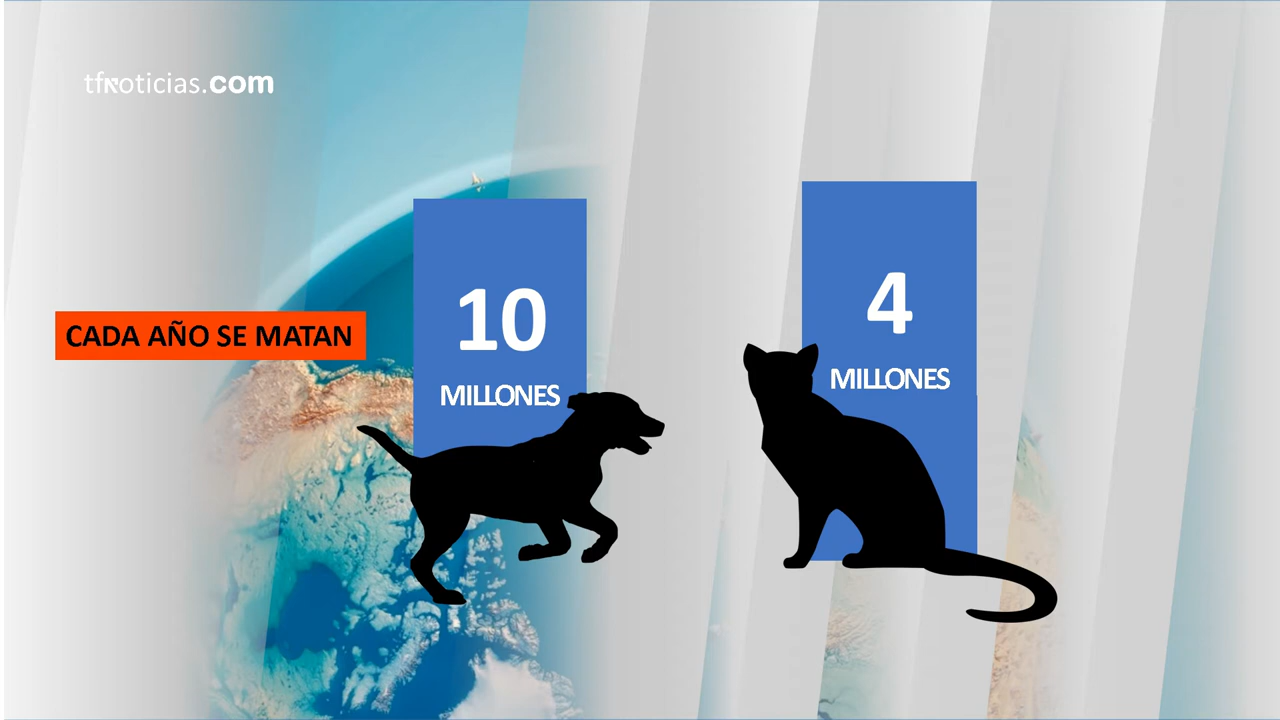 tfnoticias.com
CADA AÑO SE MATAN
10
MILLONES
4
MILLONES